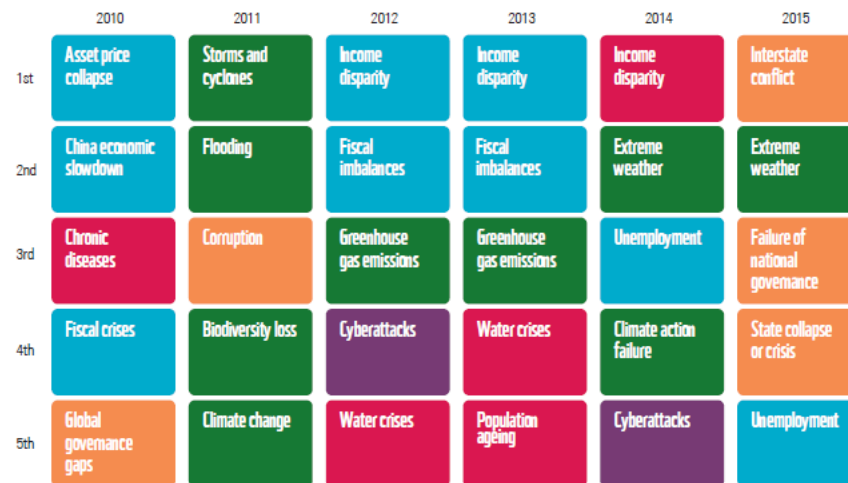 2010 2011 2012 2013 2014 2015
1st
Asset price
collapse
Storms and
cyclones
Income
disparity
Income
disparity
Income
disparity
Interstate
conflict
2nd
China economic
slowdown
Flooding
Fiscal
imbalances
Fiscal
imbalances
Extreme
weather
Extreme
weather
3rd
Chronic
diseases
Corruption
Greenhouse
gas emissions
Greenhouse
gas emissions
Unemployment
Failure of
national
governance
4th
Fiscal crises
Biodiversity loss
Cyberattacks
Water crises
Climate action
failure
State collapse
or crisis
5th
Global
governance
gaps
Climate change
Water crises
Population
ageing
Cyberattacks
Unemployment